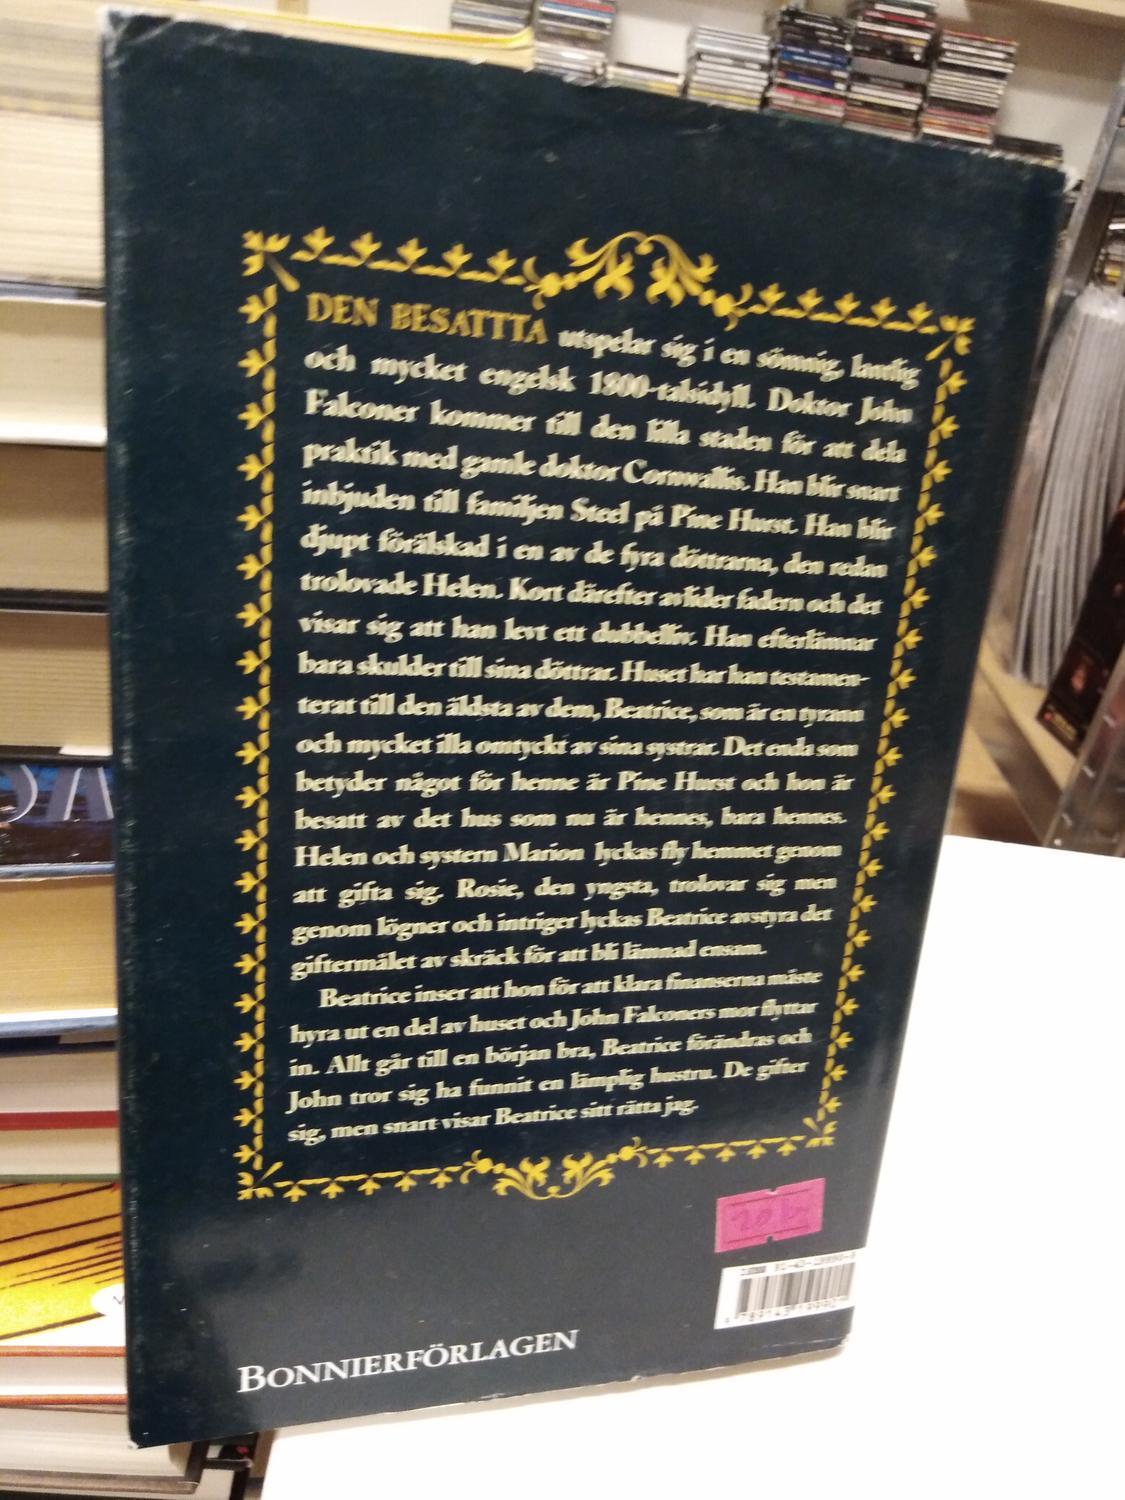 DEN BESATTTA utspelar sig i en sömnig, lantlig
och mycket engelsk 1800-talsidyll. Doktor John
Falconer kommer till den lilla staden för att dela
praktik med gamle doktor Cornwallis. Han blir snart
inbjuden till familjen Steel på Pine Hurst. Han blir
djupt förälskad i en av de fyra döttrarna, den redan
trolovade Helen. Kort därefter avlider fadern och det
visar sig att han levt ett dubbelliv. Han efterlämnar
bara skulder till sina döttrar. Huset har han testamen-
terat till den äldsta av dem, Beatrice, som är en tyrann
och mycket illa omtyckt av sina systrar. Det enda som
betyder något för henne är Pine Hurst och hon är
besatt av det hus som nu är hennes, bara hennes.
Helen och systern Marion lyckas fly hemmet genom
att gifta sig. Rosie, den yngsta, trolovar sig men
genom lögner och intriger lyckas Beatrice avstyra det
giftermålet av skräck för att bli lämnad ensam.
Beatrice inser att hon för att klara finanserna måste
hyra ut en del av huset och John Falconers mor flyttar
in. Allt går till en början bra, Beatrice förändras och
John tror sig ha funnit en lämplig hustru. De gifter
sig, men snart visar Beatrice sitt rätta jag.
20 kr
ISBN
BONNIERFÖRLAGEN